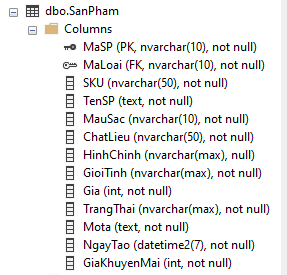 dbo.SanPham
Columns
MaSP (PK, nvarchar(10), not null)
MaLoai (FK, nvarchar(10), not null)
SKU (nvarchar(50), not null)
TenSP (text, not null)
MauSac (nvarchar(10), not null)
ChatLieu (nvarchar(50), not null)
HinhChinh (nvarchar(max), null)
GioiTinh (nvarchar(max), not null)
Gia (int, not null)
TrangThai (nvarchar(max), not null)
Mota (text, not null)
NgayTao (datetime2(7), not null)
GiaKhuyenMai (int, not null)